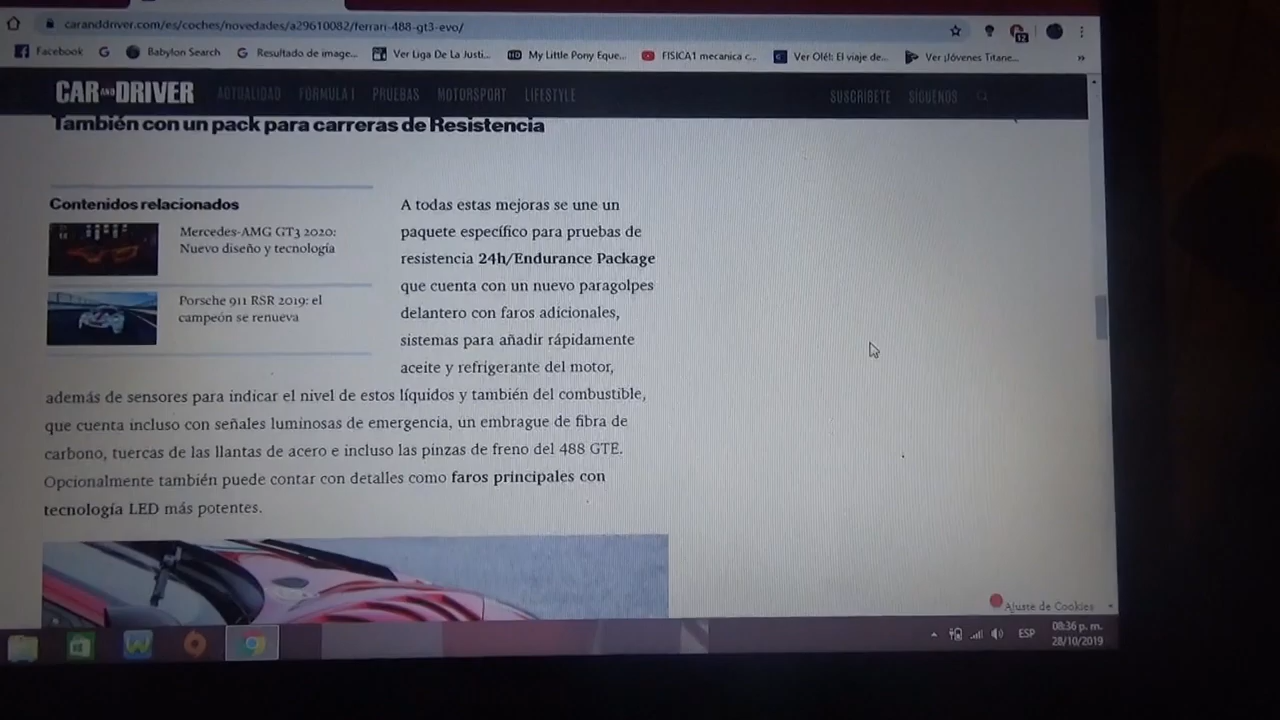 caranddriver.com/es/coches/novedades/a29610082/ferrari-488-gt3-evo/
Facebook
Babylon Search
Resultado de image...
Ver Liga De La Justi...
My Little Pony Eque...
FISICA1 mecanica c...
Ver Olé!: El viaje de...
Ver ¡Jóvenes Titane...
»
CAR AND DRIVER
ACTUALIDAD
FÓRMULA 1
PRUEBAS
MOTORSPORT
LIFESTYLE
SUSCRÍBETE
SÍGUENOS
También con un pack para carreras de Resistencia
Contenidos relacionados
Mercedes-AMG GT3 2020:
Nuevo diseño y tecnología
Porsche 911 RSR 2019: el
campeón se renueva
A todas estas mejoras se une un
paquete específico para pruebas de
resistencia 24h/Endurance Package
que cuenta con un nuevo paragolpes
delantero con faros adicionales,
sistemas para añadir rápidamente
aceite y refrigerante del motor,
además de sensores para indicar el nivel de estos líquidos y también del combustible,
que cuenta incluso con señales luminosas de emergencia, un embrague de fibra de
carbono, tuercas de las llantas de acero e incluso las pinzas de freno del 488 GTE.
Opcionalmente también puede contar con detalles como faros principales con
tecnología LED más potentes.
Ajuste de Cookies
ESP
08:36 p. m.
28/10/2019